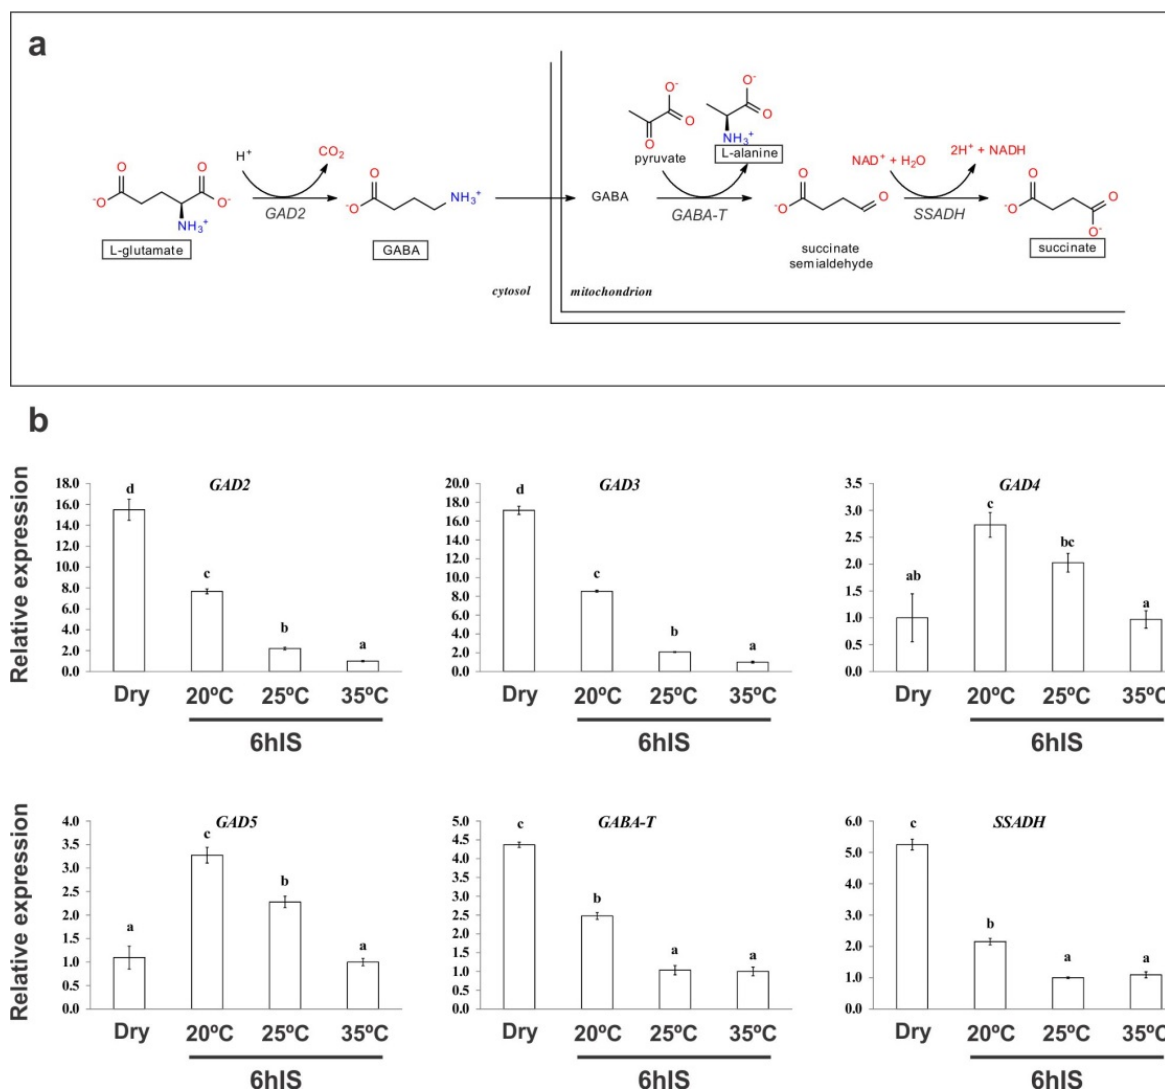 a
H⁺
CO₂
GAD2
L-glutamate
GABA
NH₃⁺
O
O
O⁻
⁻O
NH₃⁺
O
⁻O
cytosol
mitochondrion
GABA
pyruvate
O⁻
O
O
L-alanine
O⁻
O
NH₃⁺
GABA-T
O
⁻O
O
succinate
semialdehyde
NAD⁺ + H₂O
2H⁺ + NADH
SSADH
O
⁻O
O
O⁻
succinate
b
Relative expression
GAD2
18.0
16.0
14.0
12.0
10.0
8.0
6.0
4.0
2.0
0.0
d
c
b
a
Dry 20ºC 25ºC 35ºC
6hIS
GAD3
20.0
18.0
16.0
14.0
12.0
10.0
8.0
6.0
4.0
2.0
0.0
d
c
b
a
Dry 20ºC 25ºC 35ºC
6hIS
GAD4
3.5
3.0
2.5
2.0
1.5
1.0
0.5
0.0
ab
c
bc
a
Dry 20ºC 25ºC 35ºC
6hIS
Relative expression
GAD5
4.0
3.5
3.0
2.5
2.0
1.5
1.0
0.5
0.0
a
c
b
a
Dry 20ºC 25ºC 35ºC
6hIS
GABA-T
5.0
4.5
4.0
3.5
3.0
2.5
2.0
1.5
1.0
0.5
0.0
c
b
a
a
Dry 20ºC 25ºC 35ºC
6hIS
SSADH
6.0
5.0
4.0
3.0
2.0
1.0
0.0
c
b
a
a
Dry 20ºC 25ºC 35ºC
6hIS